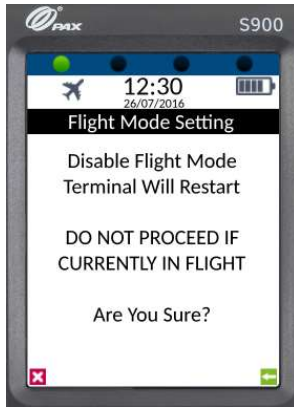 PAX S900
12:30
26/07/2016
Flight Mode Setting
Disable Flight Mode
Terminal Will Restart
DO NOT PROCEED IF
CURRENTLY IN FLIGHT
Are You Sure?